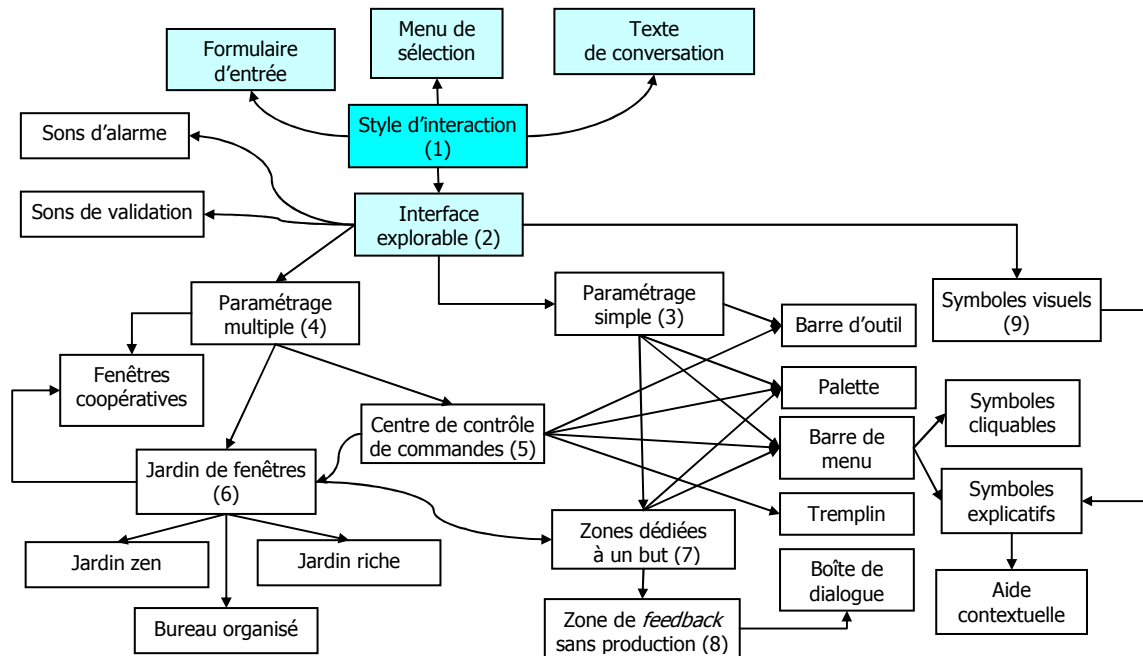 Formulaire
d'entrée
Menu de
sélection
Texte
de conversation
Sons d'alarme
Style d'interaction
(1)
Sons de validation
Interface
explorable (2)
Paramétrage
multiple (4)
Paramétrage
simple (3)
Barre d'outil
Symboles visuels
(9)
Fenêtres
coopératives
Palette
Centre de contrôle
de commandes (5)
Barre de
menu
Symboles
cliquables
Jardin de fenêtres
(6)
Symboles
explicatifs
Tremplin
Zones dédiées
à un but (7)
Jardin zen
Jardin riche
Boîte de
dialogue
Aide
contextuelle
Bureau organisé
Zone de feedback
sans production (8)